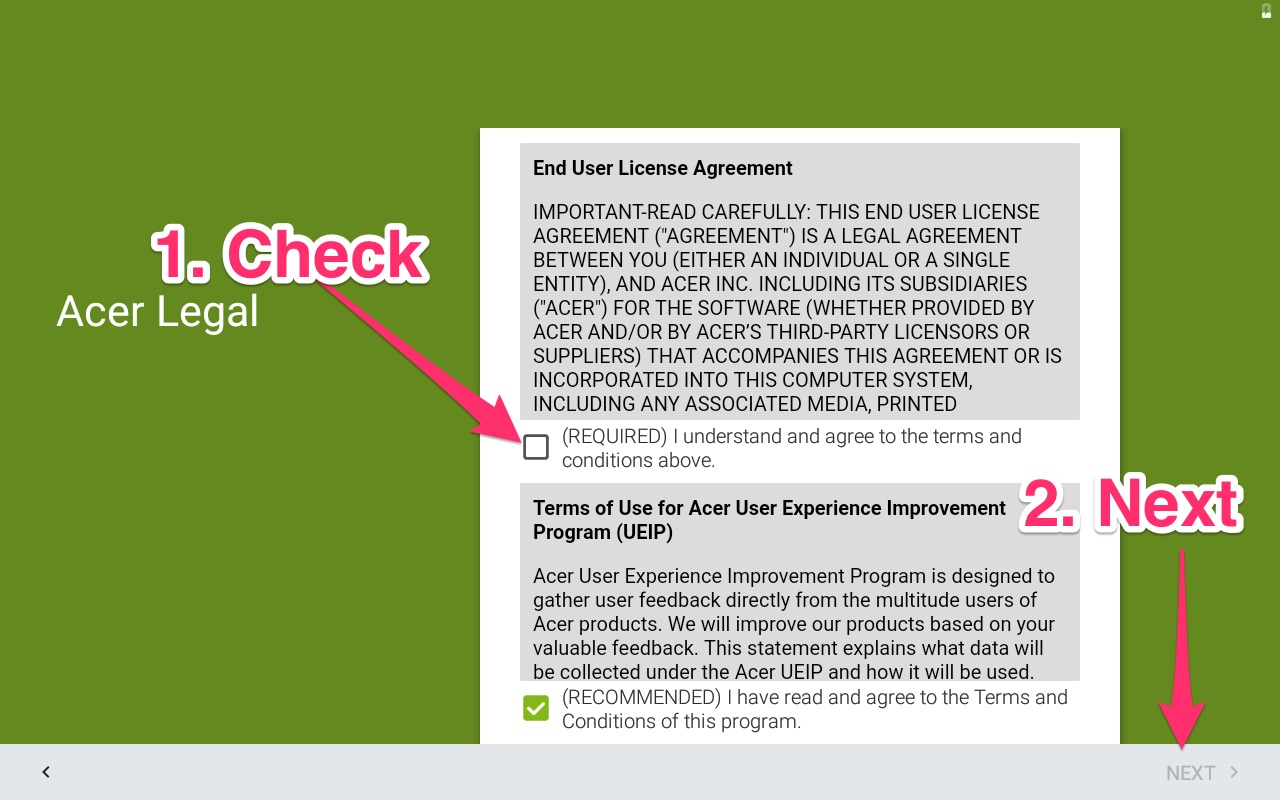 1. Check
Acer Legal
End User License Agreement
IMPORTANT-READ CAREFULLY: THIS END USER LICENSE
AGREEMENT ("AGREEMENT") IS A LEGAL AGREEMENT
BETWEEN YOU (EITHER AN INDIVIDUAL OR A SINGLE
ENTITY), AND ACER INC. INCLUDING ITS SUBSIDIARIES
("ACER") FOR THE SOFTWARE (WHETHER PROVIDED BY
ACER AND/OR BY ACER’S THIRD-PARTY LICENSORS OR
SUPPLIERS) THAT ACCOMPANIES THIS AGREEMENT OR IS
INCORPORATED INTO THIS COMPUTER SYSTEM,
INCLUDING ANY ASSOCIATED MEDIA, PRINTED
(REQUIRED) I understand and agree to the terms and
conditions above.
Terms of Use for Acer User Experience Improvement
Program (UEIP)
Acer User Experience Improvement Program is designed to
gather user feedback directly from the multitude users of
Acer products. We will improve our products based on your
valuable feedback. This statement explains what data will
be collected under the Acer UEIP and how it will be used.
(RECOMMENDED) I have read and agree to the Terms and
Conditions of this program.
2. Next
NEXT